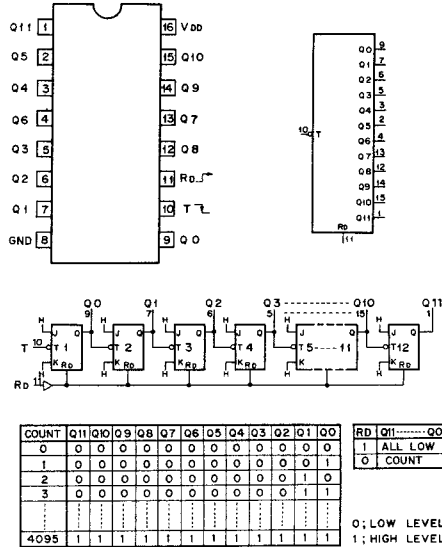 Q11 1 16 VDD
Q5 2 15 Q10
Q4 3 14 Q9
Q6 4 13 Q7
Q3 5 12 Q8
Q2 6 11 RD
Q1 7 10 T
GND 8 9 Q0
Q0 9
Q1 7
Q2 6
Q3 5
Q4 3
Q5 2
Q6 4
Q7 13
Q8 12
Q9 14
Q10 15
Q11 1
10 T
RD
11
Q0 Q1 Q2 Q3 Q10 Q11
H 9 H 7 H 6 H 5 H 15 H 1
J Q J Q J Q J Q J Q J Q
T 10 T 1 T 2 T 3 T 4 T 5 ---- 11 T 12
K RD K RD K RD K RD K RD K RD
H H H H H H
RD 11
COUNT Q11 Q10 Q9 Q8 Q7 Q6 Q5 Q4 Q3 Q2 Q1 Q0
0 0 0 0 0 0 0 0 0 0 0 0 0
1 0 0 0 0 0 0 0 0 0 0 0 1
2 0 0 0 0 0 0 0 0 0 0 1 0
3 0 0 0 0 0 0 0 0 0 0 1 1
4095 1 1 1 1 1 1 1 1 1 1 1 1
RD Q11 ------- Q0
1 ALL LOW
0 COUNT
0; LOW LEVEL
1; HIGH LEVEL